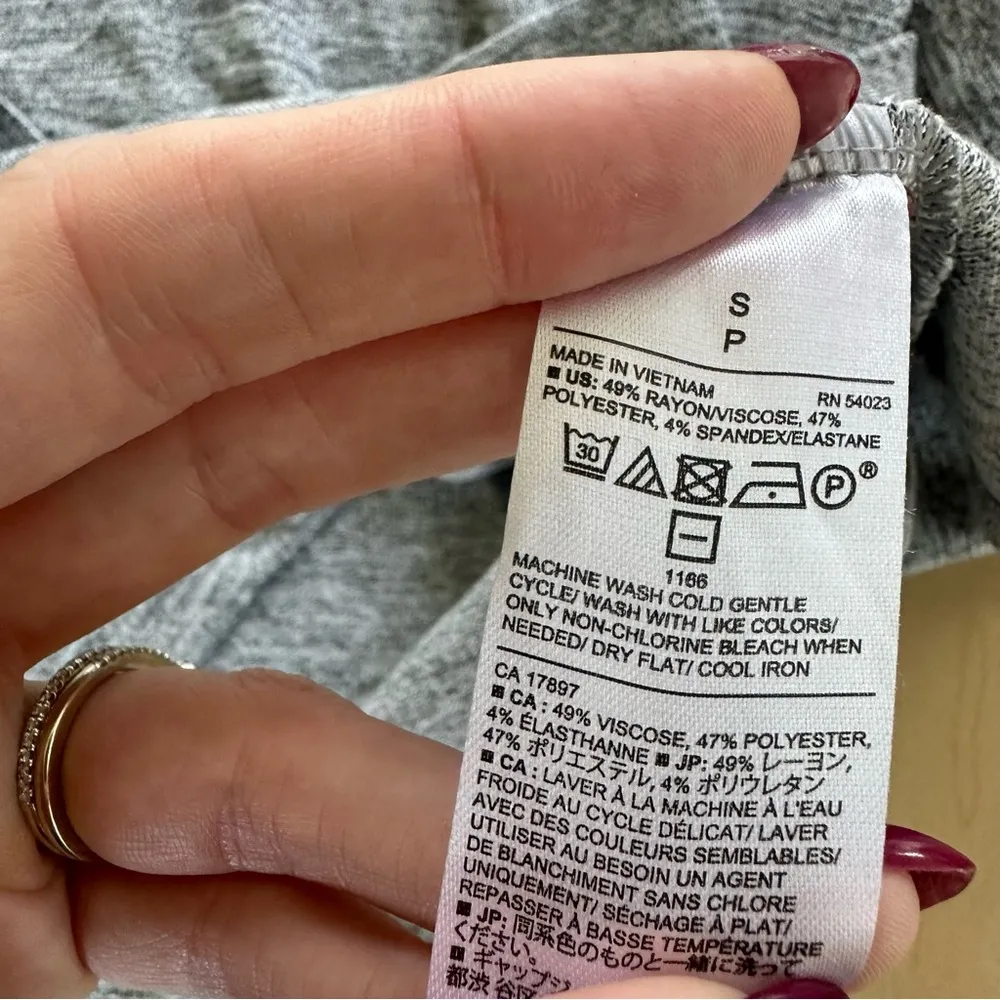 S
P
MADE IN VIETNAM RN 54023
■ US: 49% RAYON/VISCOSE, 47%
POLYESTER, 4% SPANDEX/ELASTANE
30 P ®
1166
MACHINE WASH COLD GENTLE
CYCLE/ WASH WITH LIKE COLORS/
ONLY NON-CHLORINE BLEACH WHEN
NEEDED/ DRY FLAT/ COOL IRON
CA 17897
■ CA : 49% VISCOSE, 47% POLYESTER,
4% ÉLASTHANNE ■ JP: 49% レーヨン,
47% ポリエステル, 4% ポリウレタン
■ CA : LAVER À LA MACHINE À L'EAU
FROIDE AU CYCLE DÉLICAT/ LAVER
AVEC DES COULEURS SEMBLABLES/
UTILISER AU BESOIN UN AGENT
DE BLANCHIMENT SANS CHLORE
UNIQUEMENT/ SÉCHAGE À PLAT/
REPASSER À BASSE TEMPÉRATURE
■ JP: 同系色のものと一緒に洗って
ください。
■ ギャップジ
都渋谷区